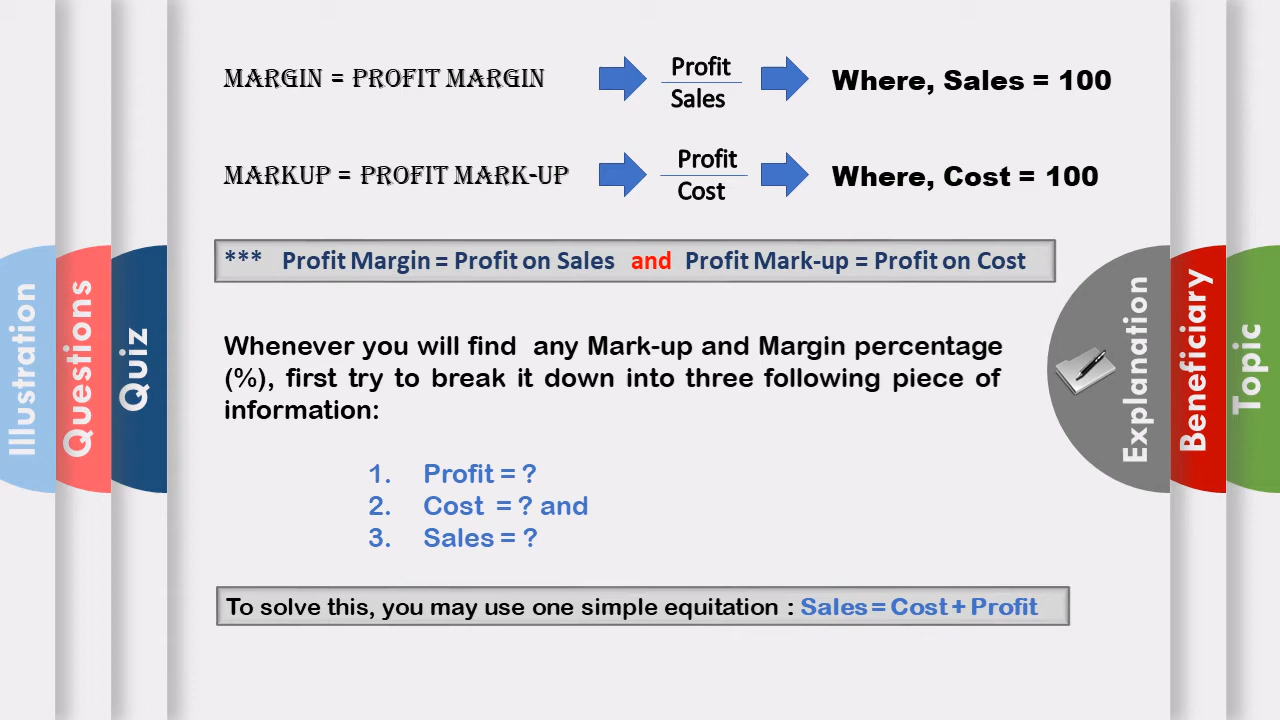 MARGIN = PROFIT MARGIN
Profit
Sales
Where, Sales = 100
MARKUP = PROFIT MARK-UP
Profit
Cost
Where, Cost = 100
*** Profit Margin = Profit on Sales and Profit Mark-up = Profit on Cost
Whenever you will find any Mark-up and Margin percentage
(%), first try to break it down into three following piece of
information:
1. Profit = ?
2. Cost = ? and
3. Sales = ?
To solve this, you may use one simple equitation : Sales = Cost + Profit
Illustration
Questions
Quiz
Explanation
Beneficiary
Topic